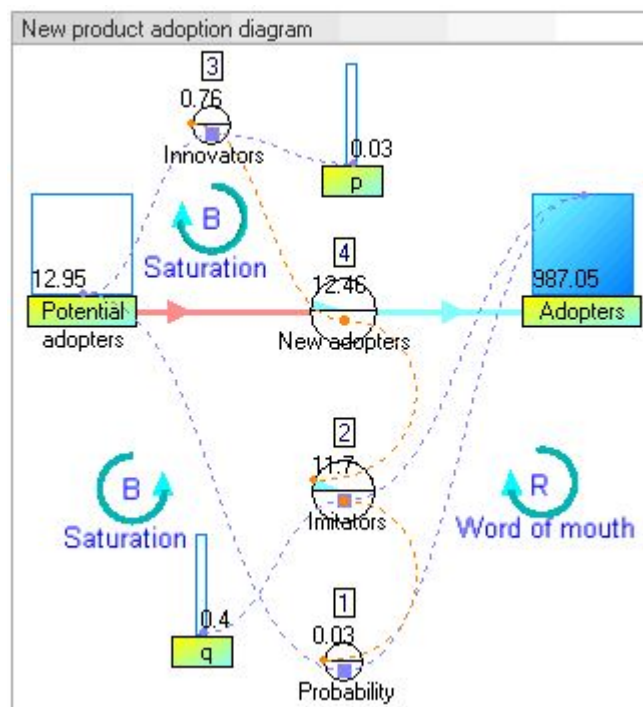 New product adoption diagram
3
0.76
Innovators
0.03
p
B
Saturation
4
12.95
12.46
987.05
Potential
adopters
New adopters
Adopters
2
11.7
Imitators
B
Saturation
R
Word of mouth
0.4
q
1
0.03
Probability